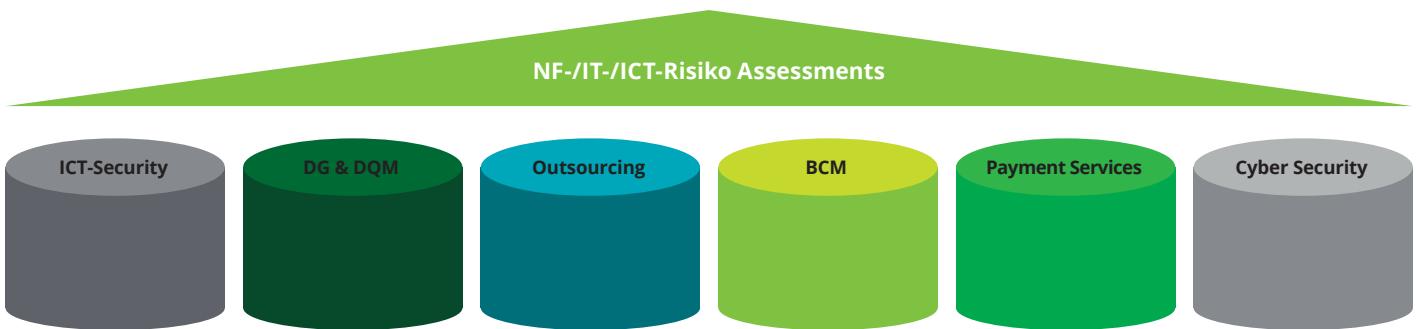 NF-/IT-/ICT-Risiko Assessments
ICT-Security
DG & DQM
Outsourcing
BCM
Payment Services
Cyber Security